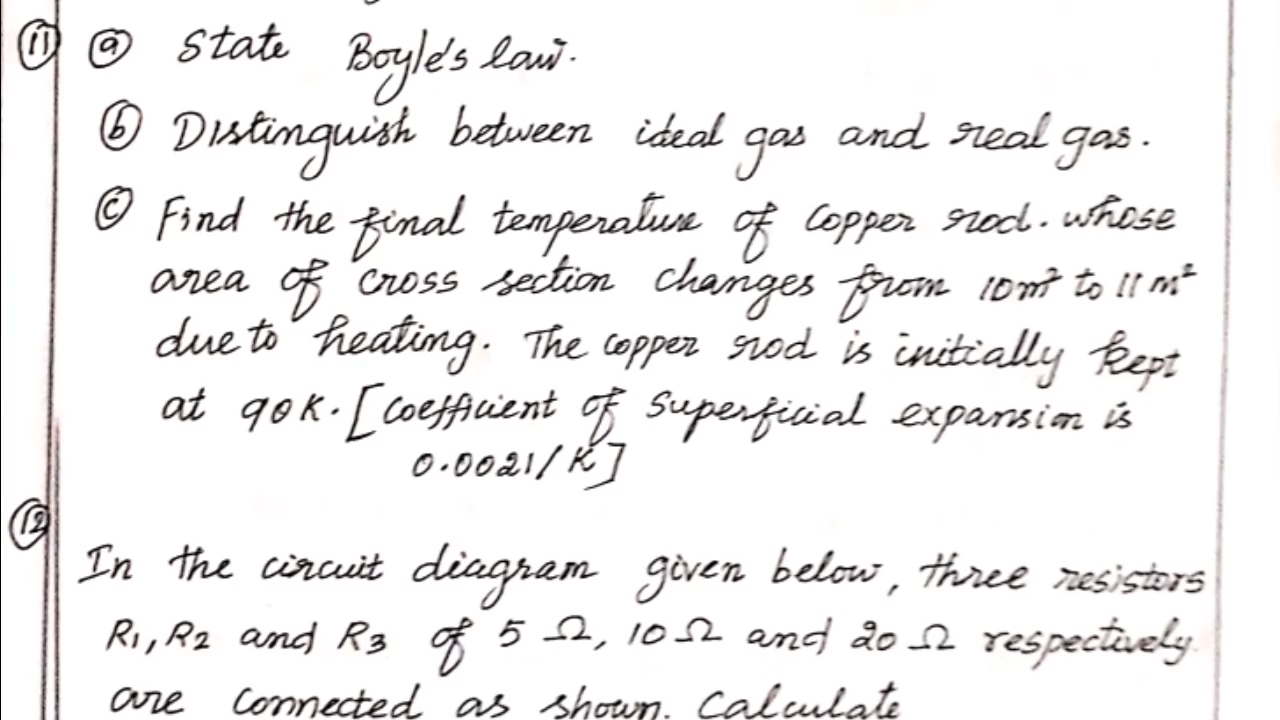 11 a State Boyle's law.
b Distinguish between ideal gas and real gas.
c Find the final temperature of copper rod. whose
area of cross section changes from 10m² to 11 m²
due to heating. The copper rod is initially kept
at 90K. [Coefficient of superficial expansion is
0.0021/K]
12
In the circuit diagram given below, three resistors
R1, R2 and R3 of 5 Ω, 10 Ω and 20 Ω respectively
are connected as shown. Calculate